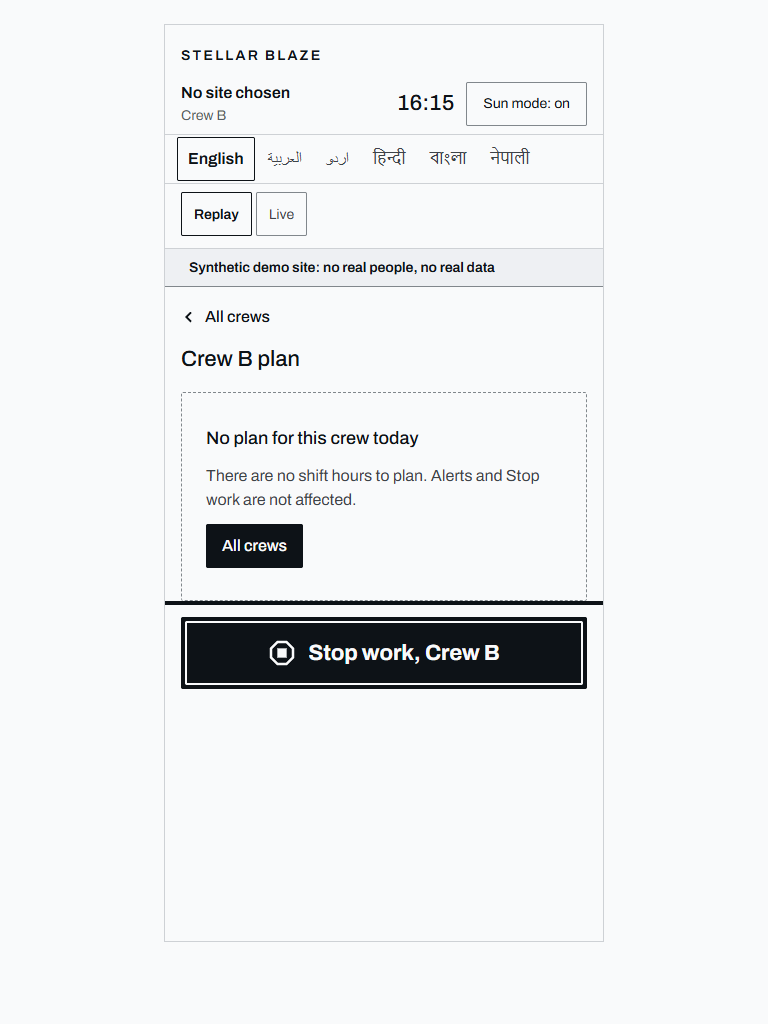 STELLAR BLAZE
No site chosen
Crew B
16:15
Sun mode: on
English العربية اردو हिन्दी বাংলা नेपाली
Replay Live
Synthetic demo site: no real people, no real data
All crews
Crew B plan
No plan for this crew today
There are no shift hours to plan. Alerts and Stop
work are not affected.
All crews
Stop work, Crew B